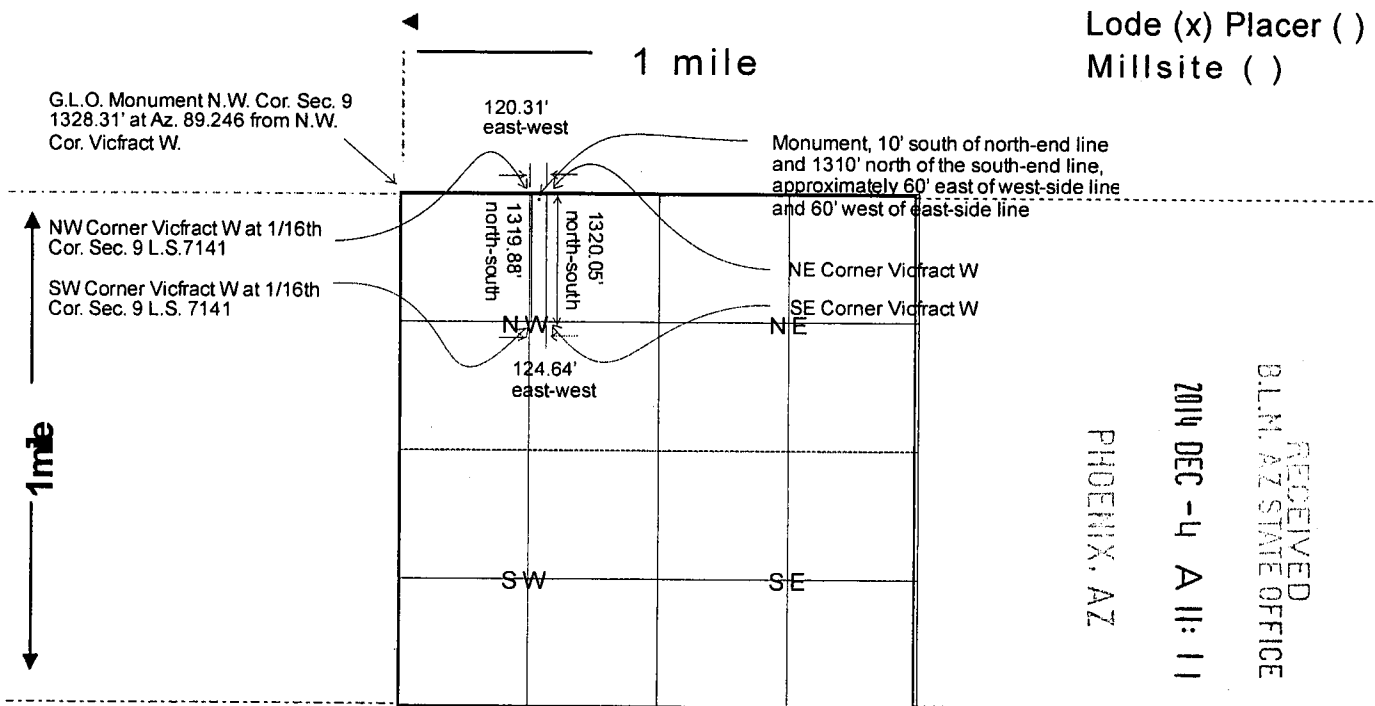 Lode (x) Placer ( )
Millsite ( )
1 mile
G.L.O. Monument N.W. Cor. Sec. 9
1328.31' at Az. 89.246 from N.W.
Cor. Vicfract W.
120.31'
east-west
Monument, 10' south of north-end line
and 1310' north of the south-end line,
approximately 60' east of west-side line
and 60' west of east-side line
NW Corner Vicfract W at 1/16th
Cor. Sec. 9 L.S.7141
SW Corner Vicfract W at 1/16th
Cor. Sec. 9 L.S. 7141
1319.88'
north-south
1320.05'
north-south
NE Corner Vicfract W
SE Corner Vicfract W
NW
NE
124.64'
east-west
1 mile
SW
SE
RECEIVED
B.L.M. AZ STATE OFFICE
2014 DEC -4 A 11: 11
PHOENIX, AZ